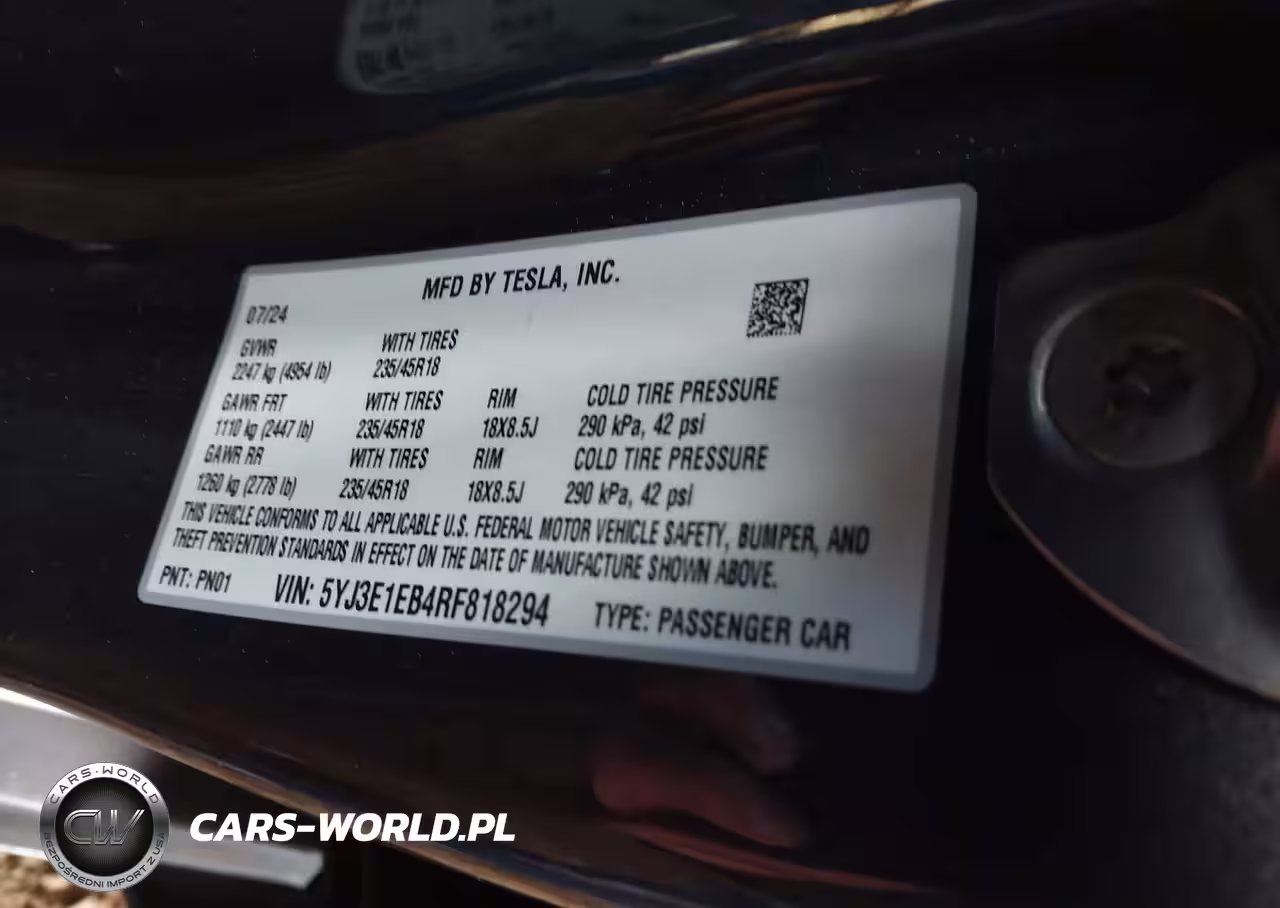 MFD BY TESLA, INC.
07/24
GVWR WITH TIRES
2247 kg (4954 lb) 235/45R18
GAWR FRT WITH TIRES RIM COLD TIRE PRESSURE
1110 kg (2447 lb) 235/45R18 18X8.5J 290 kPa, 42 psi
GAWR RR WITH TIRES RIM COLD TIRE PRESSURE
1260 kg (2778 lb) 235/45R18 18X8.5J 290 kPa, 42 psi
THIS VEHICLE CONFORMS TO ALL APPLICABLE U.S. FEDERAL MOTOR VEHICLE SAFETY, BUMPER, AND
THEFT PREVENTION STANDARDS IN EFFECT ON THE DATE OF MANUFACTURE SHOWN ABOVE.
PNT: PN01 VIN: 5YJ3E1EB4RF818294 TYPE: PASSENGER CAR
CARS-WORLD
CW
BEZPOŚREDNI IMPORT Z USA
CARS-WORLD.PL